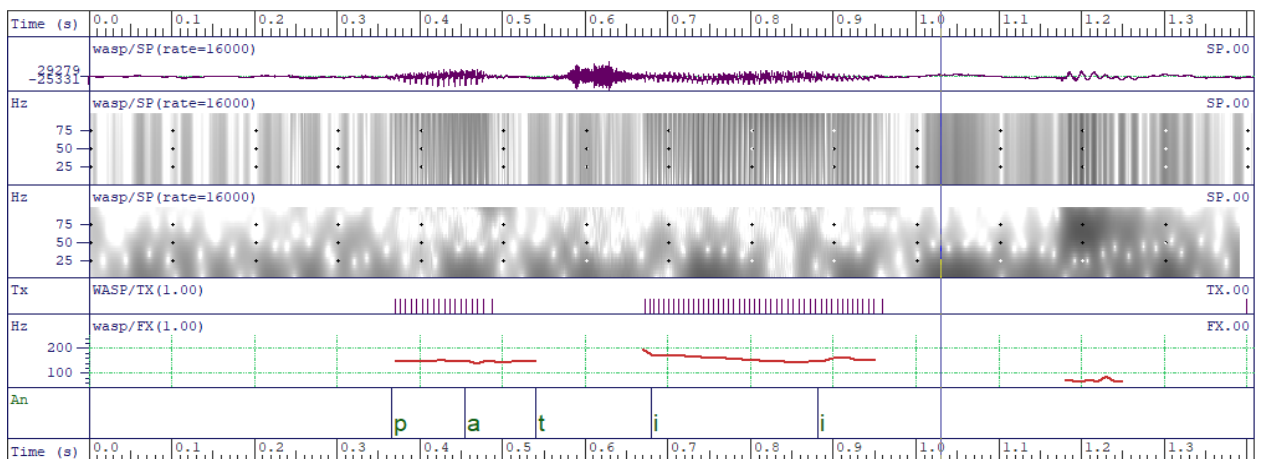 Time (s) 0.0 0.1 0.2 0.3 0.4 0.5 0.6 0.7 0.8 0.9 1.0 1.1 1.2 1.3
wasp/SP(rate=16000) SP.00
29279
-25331
Hz wasp/SP(rate=16000) SP.00
75
50
25
Hz wasp/SP(rate=16000) SP.00
75
50
25
Tx WASP/TX(1.00) TX.00
Hz wasp/FX(1.00) FX.00
200
100
An
p a t i i
Time (s) 0.0 0.1 0.2 0.3 0.4 0.5 0.6 0.7 0.8 0.9 1.0 1.1 1.2 1.3